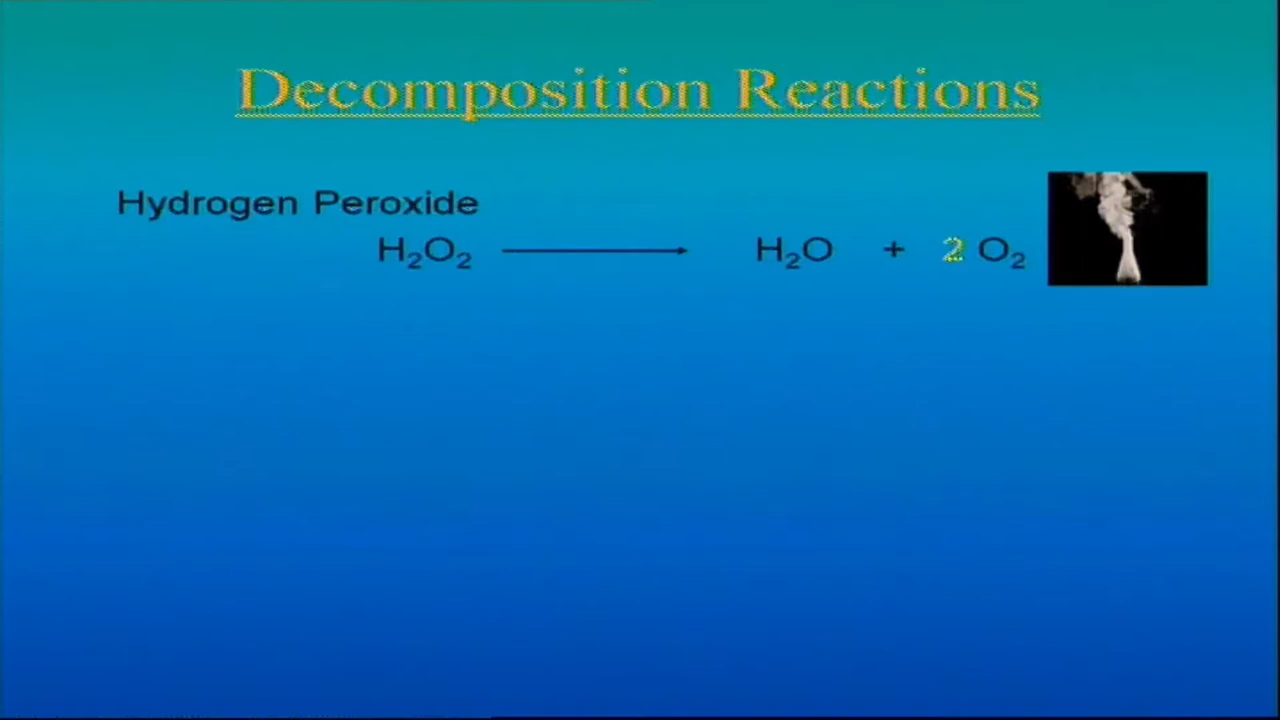 Decomposition Reactions
Hydrogen Peroxide
H₂O₂ ⟶ H₂O + 2 O₂